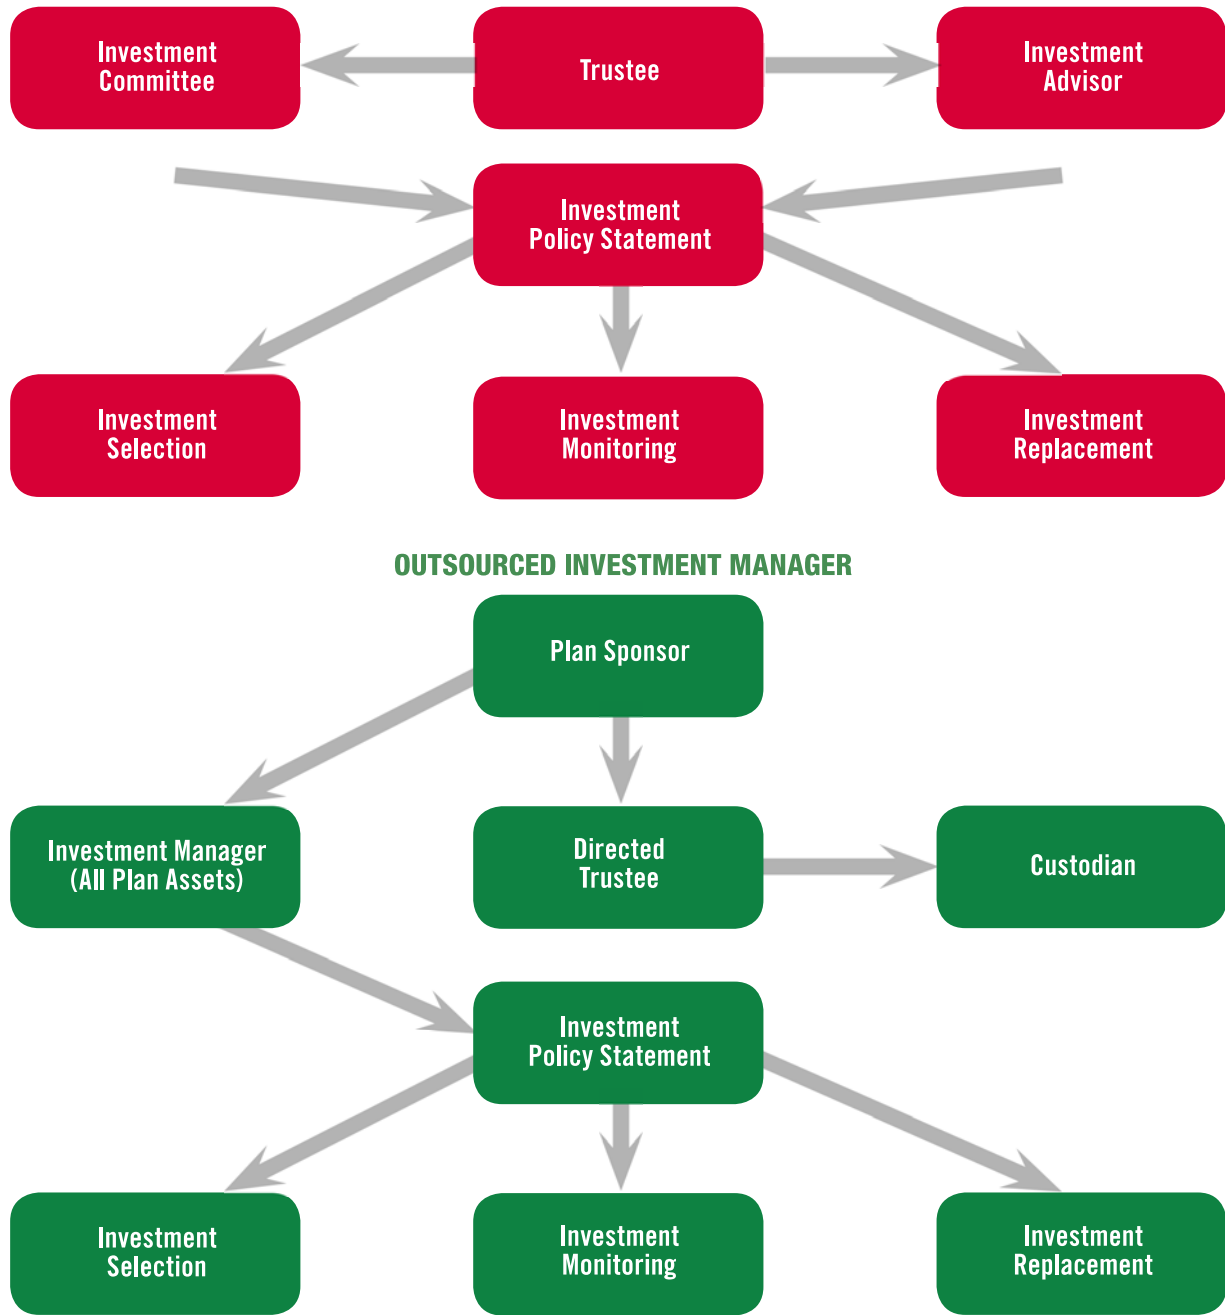 Investment
Committee
Trustee
Investment
Advisor
Investment
Policy Statement
Investment
Selection
Investment
Monitoring
Investment
Replacement
OUTSOURCED INVESTMENT MANAGER
Plan Sponsor
Investment Manager
(All Plan Assets)
Directed
Trustee
Custodian
Investment
Policy Statement
Investment
Selection
Investment
Monitoring
Investment
Replacement